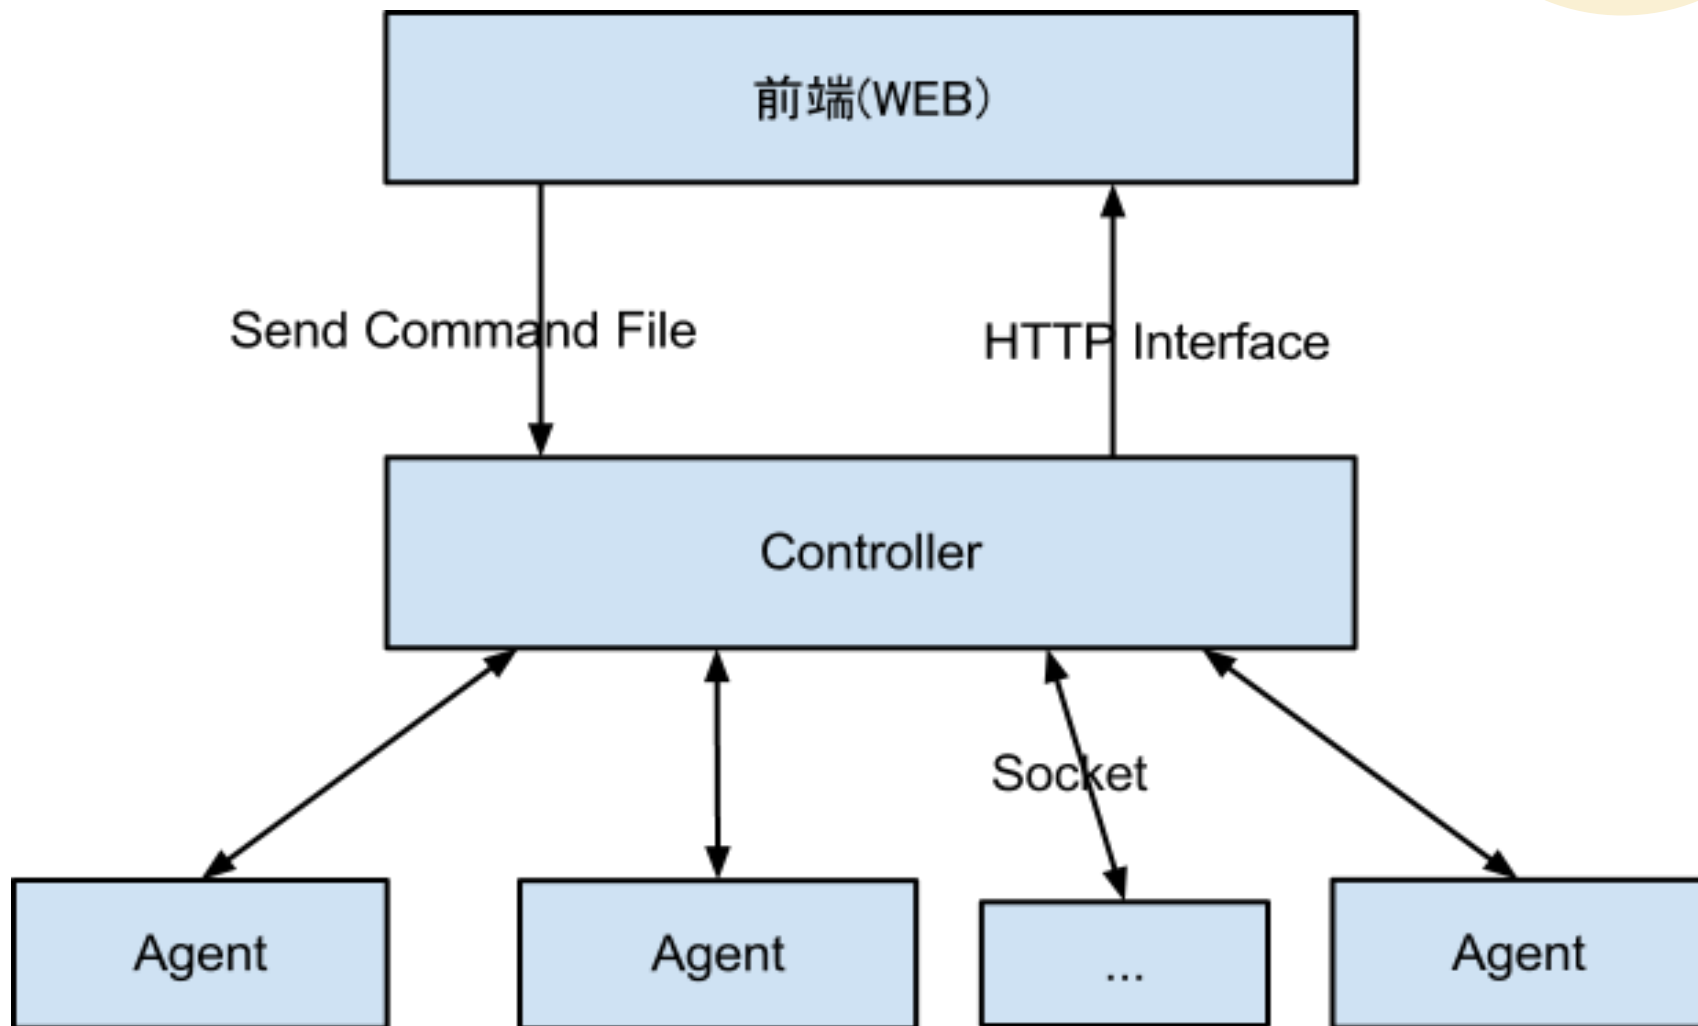 前端(WEB)
Send Command File
HTTP Interface
Controller
Socket
Agent
Agent
...
Agent